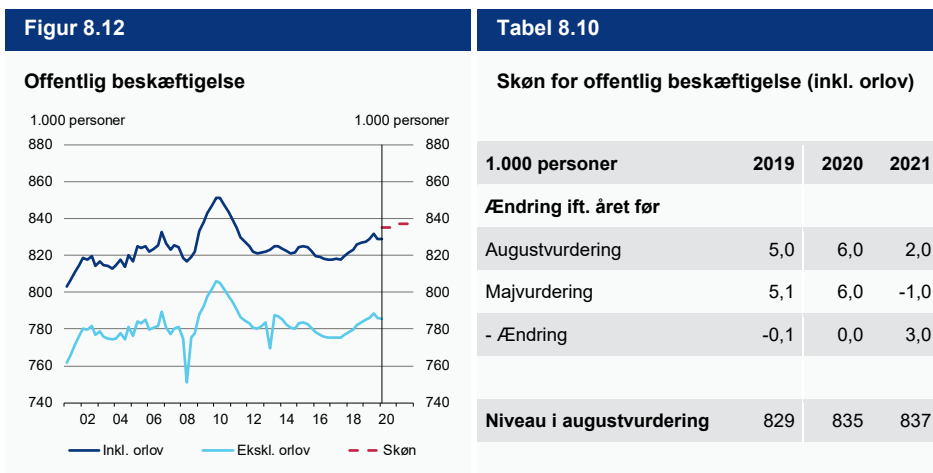 Figur 8.12
Offentlig beskæftigelse
1.000 personer 1.000 personer
880 880
860 860
840 840
820 820
800 800
780 780
760 760
740 740
02 04 06 08 10 12 14 16 18 20
Inkl. orlov Ekskl. orlov Skøn
Tabel 8.10
Skøn for offentlig beskæftigelse (inkl. orlov)
1.000 personer 2019 2020 2021
Ændring ift. året før
Augustvurdering 5,0 6,0 2,0
Majvurdering 5,1 6,0 -1,0
- Ændring -0,1 0,0 3,0
Niveau i augustvurdering 829 835 837